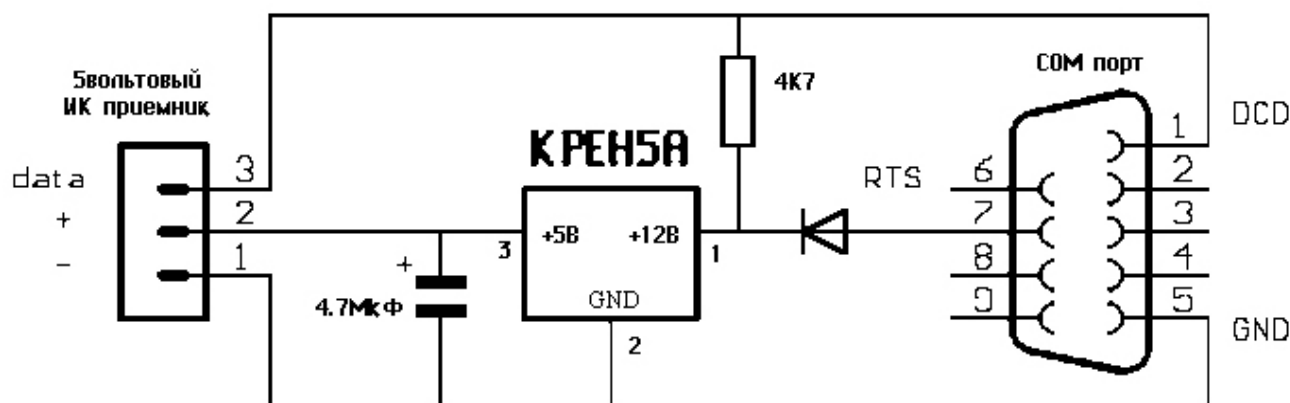 5вольтовый
ИК приемник
data
+
-
3
2
1
+
4.7МкФ
КРЕН5А
+5В
+12В
GND
3
1
2
4К7
СОМ порт
RTS
6
7
8
9
1
2
3
4
5
DCD
GND